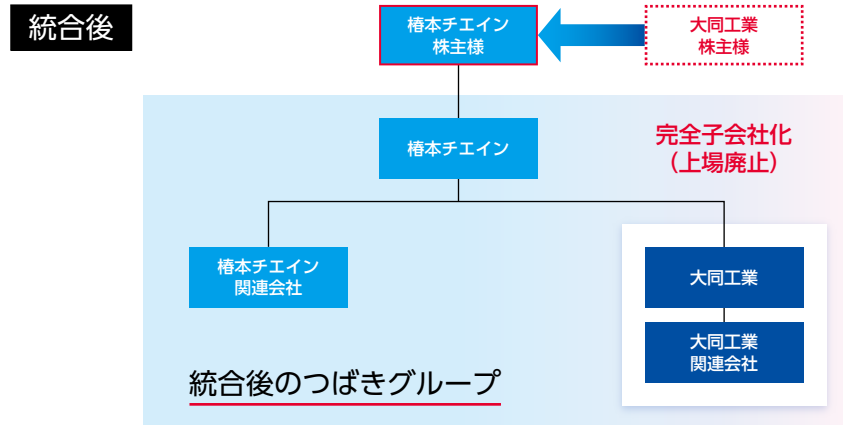 統合後
椿本チエイン
株主様
大同工業
株主様
椿本チエイン
完全子会社化
（上場廃止）
椿本チエイン
関連会社
大同工業
大同工業
関連会社
統合後のつばきグループ